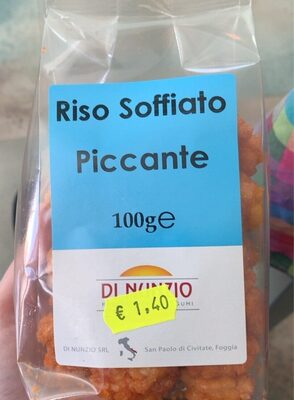 Riso Soffiato
Piccante
100g℮
DI NUNZIO
€ 1,40
DI NUNZIO SRL
San Paolo di Civitate, Foggia